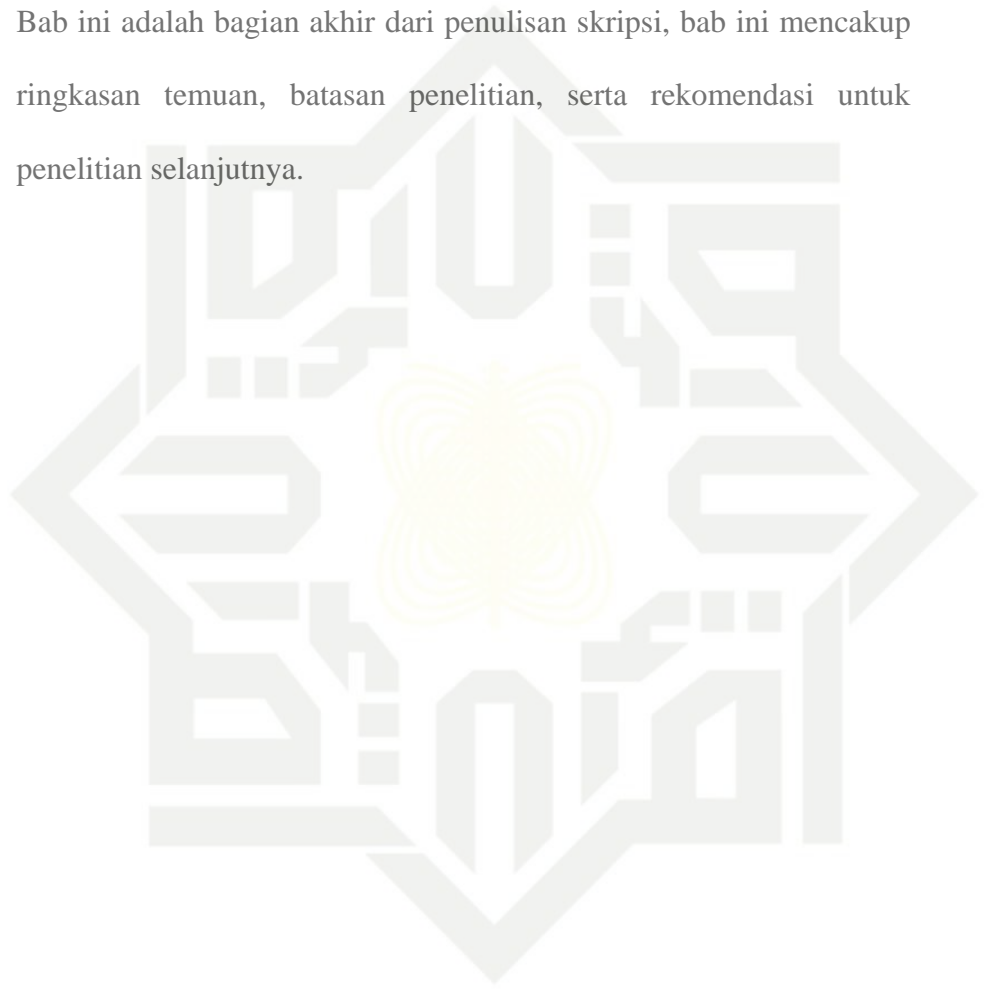 Bab ini adalah bagian akhir dari penulisan skripsi, bab ini mencakup
ringkasan temuan, batasan penelitian, serta rekomendasi untuk
penelitian selanjutnya.